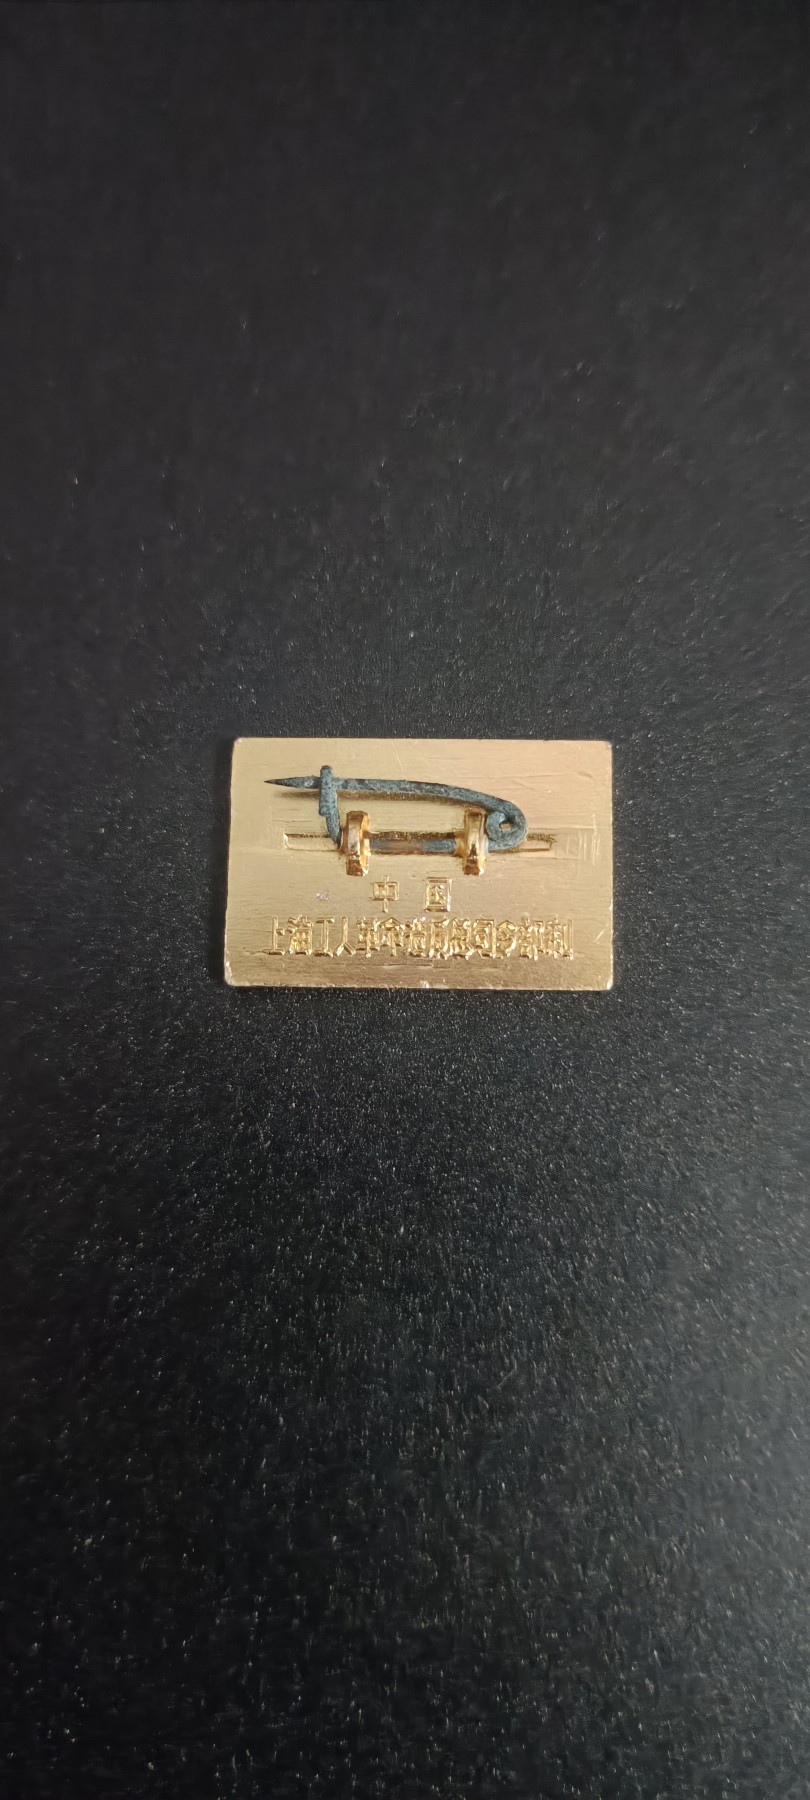 中国
上海工人革命造反总司令部制